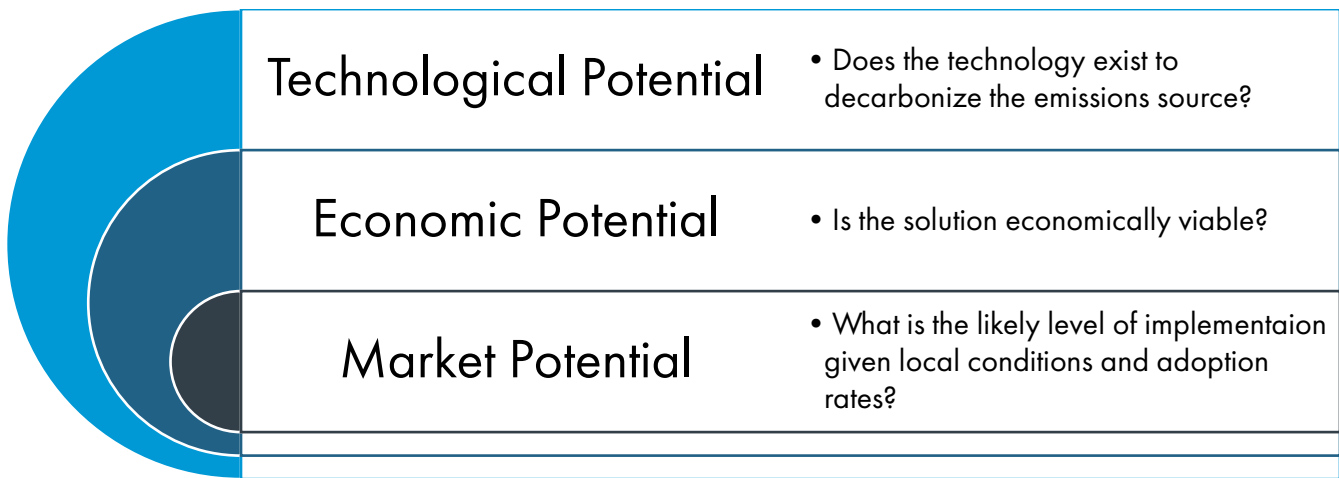 Technological Potential
• Does the technology exist to
decarbonize the emissions source?
Economic Potential
• Is the solution economically viable?
Market Potential
• What is the likely level of implementaion
given local conditions and adoption
rates?